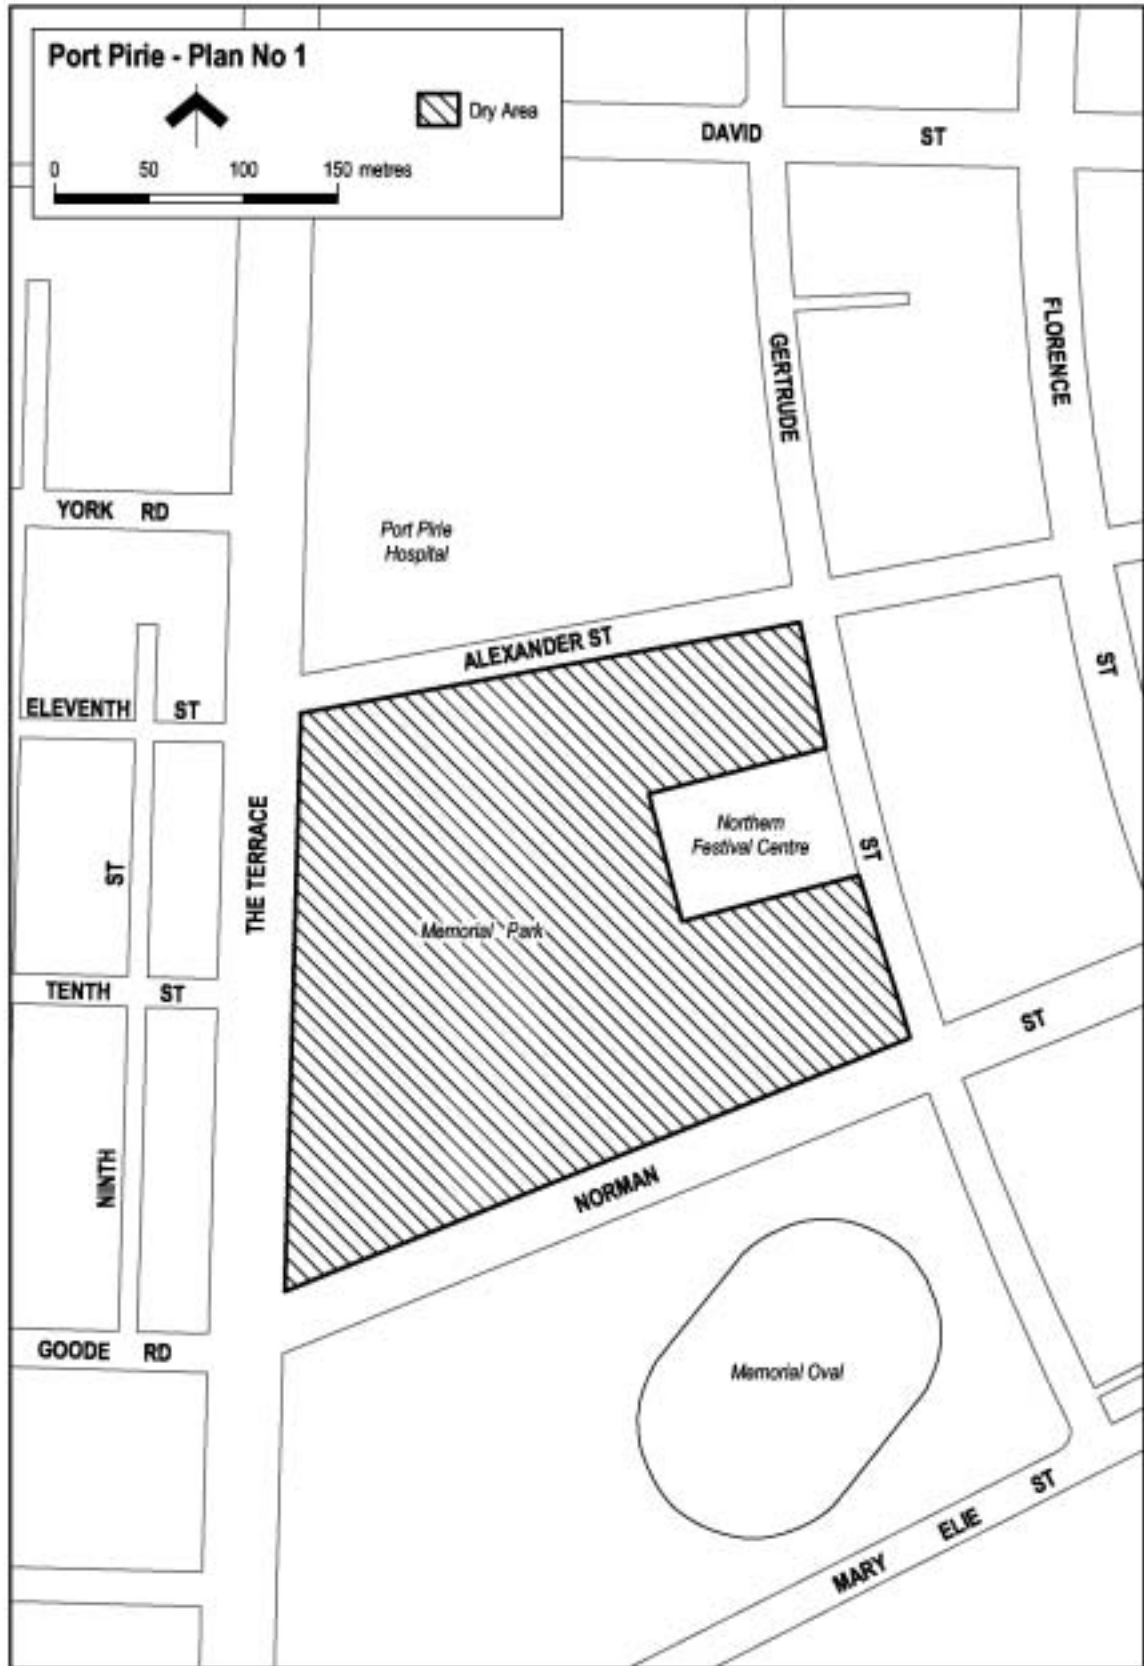 Port Pirie - Plan No 1
Dry Area
0 50 100 150 metres
DAVID ST
GERTRUDE
FLORENCE
YORK RD
Port Pirie
Hospital
ALEXANDER ST
ST
ELEVENTH ST
THE TERRACE
Northern
Festival Centre
ST
ST
Memorial Park
TENTH ST
ST
NINTH
NORMAN
GOODE RD
Memorial Oval
MARY ELIE ST